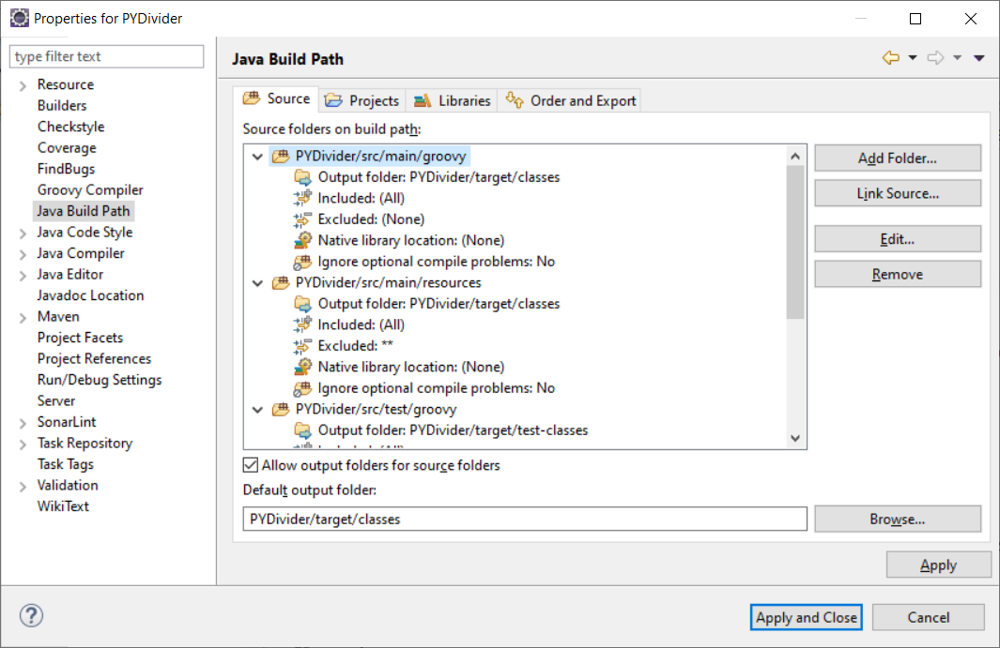 Properties for PYDivider
type filter text
Resource
Builders
Checkstyle
Coverage
FindBugs
Groovy Compiler
Java Build Path
Java Code Style
Java Compiler
Java Editor
Javadoc Location
Maven
Project Facets
Project References
Run/Debug Settings
Server
SonarLint
Task Repository
Task Tags
Validation
WikiText
Java Build Path
Source Projects Libraries Order and Export
Source folders on build path:
PYDivider/src/main/groovy
Output folder: PYDivider/target/classes
Included: (All)
Excluded: (None)
Native library location: (None)
Ignore optional compile problems: No
PYDivider/src/main/resources
Output folder: PYDivider/target/classes
Included: (All)
Excluded: **
Native library location: (None)
Ignore optional compile problems: No
PYDivider/src/test/groovy
Output folder: PYDivider/target/test-classes
Add Folder...
Link Source...
Edit...
Remove
Allow output folders for source folders
Default output folder:
PYDivider/target/classes
Browse...
Apply
?
Apply and Close
Cancel